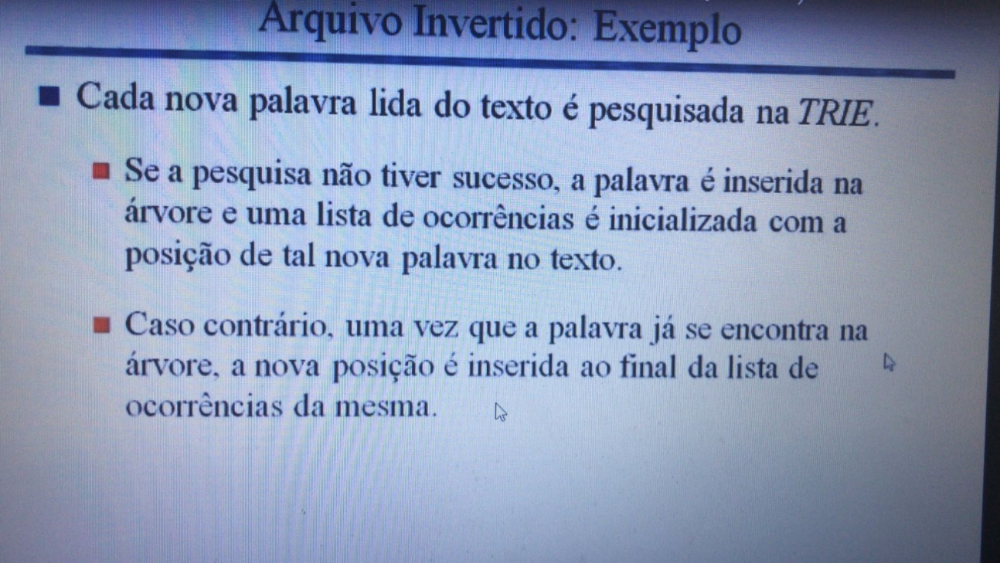 Arquivo Invertido: Exemplo
Cada nova palavra lida do texto é pesquisada na TRIE.
Se a pesquisa não tiver sucesso, a palavra é inserida na
árvore e uma lista de ocorrências é inicializada com a
posição de tal nova palavra no texto.
Caso contrário, uma vez que a palavra já se encontra na
árvore, a nova posição é inserida ao final da lista de
ocorrências da mesma.